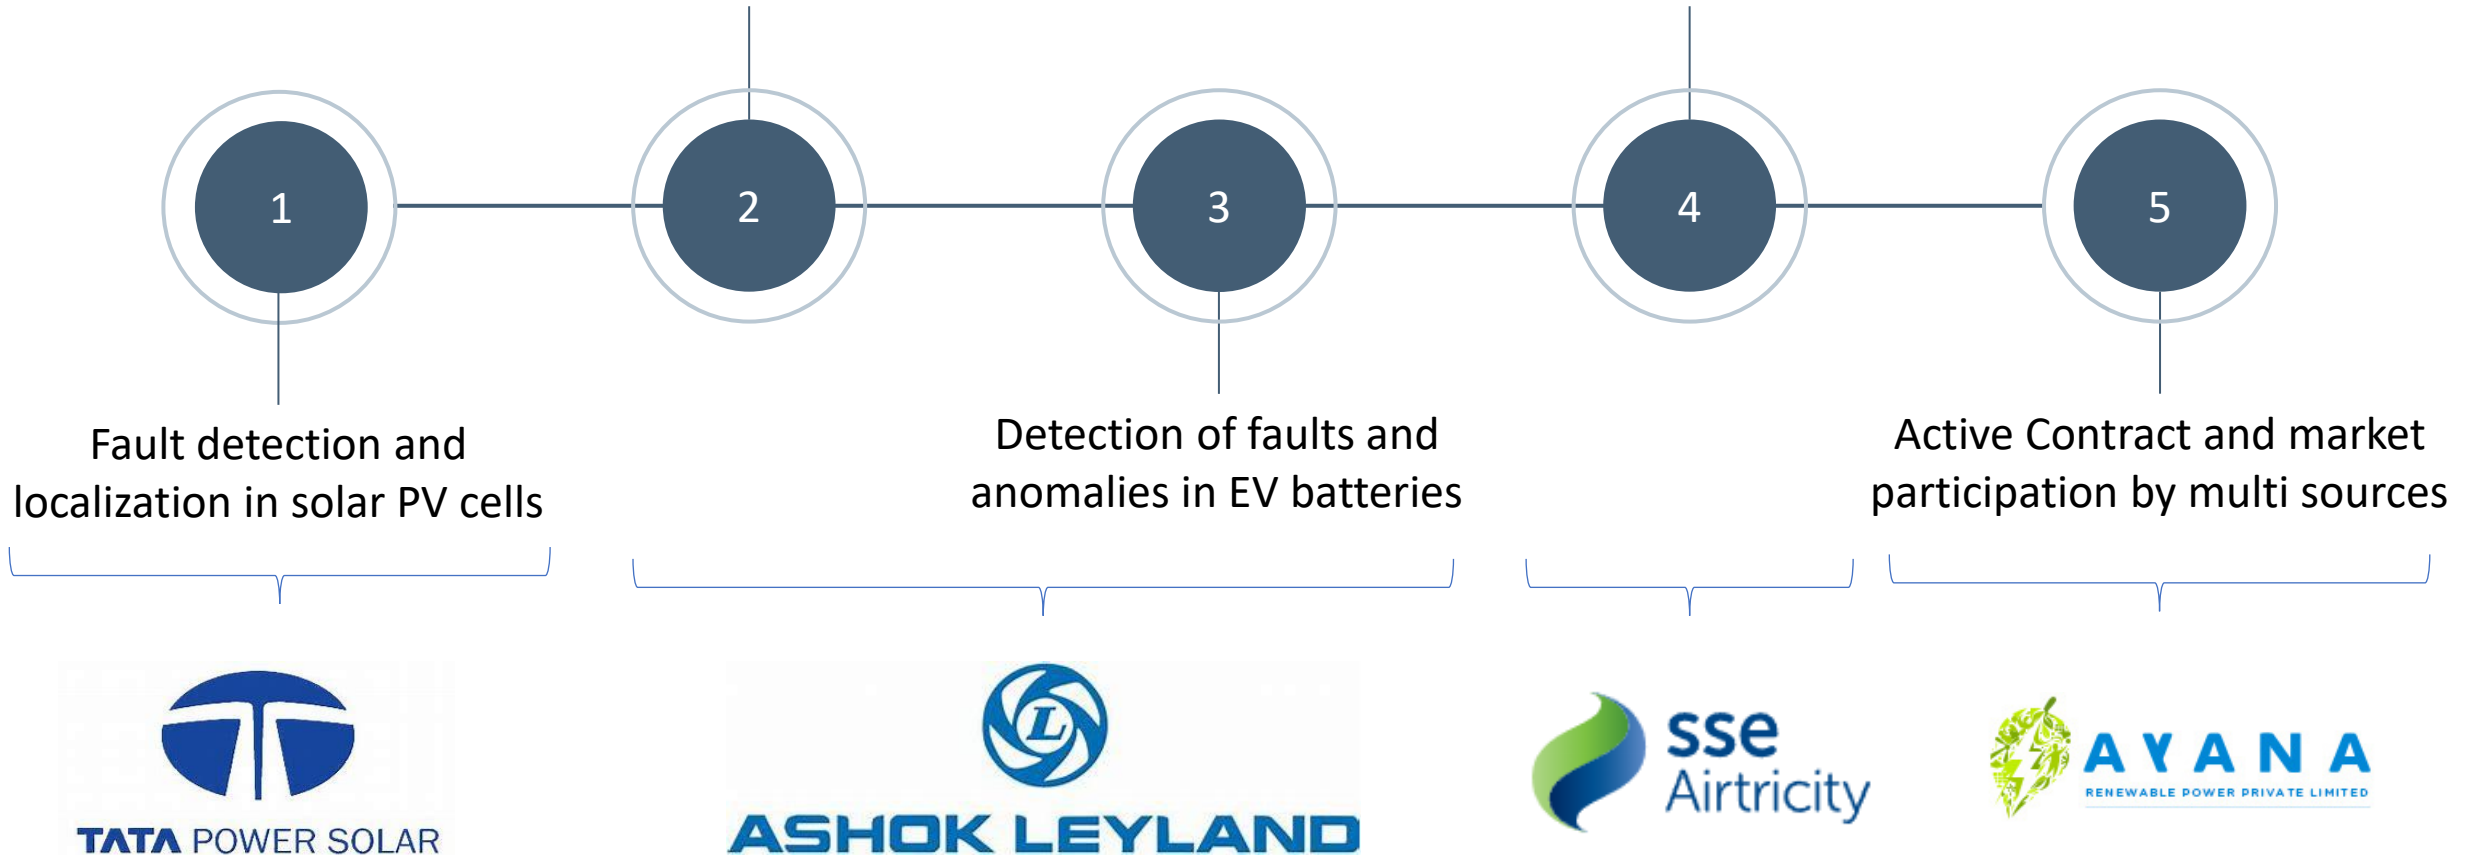 1
2
3
4
5
Fault detection and
localization in solar PV cells
Detection of faults and
anomalies in EV batteries
Active Contract and market
participation by multi sources
TATA POWER SOLAR
L
ASHOK LEYLAND
sse
Airtricity
AYANA
RENEWABLE POWER PRIVATE LIMITED